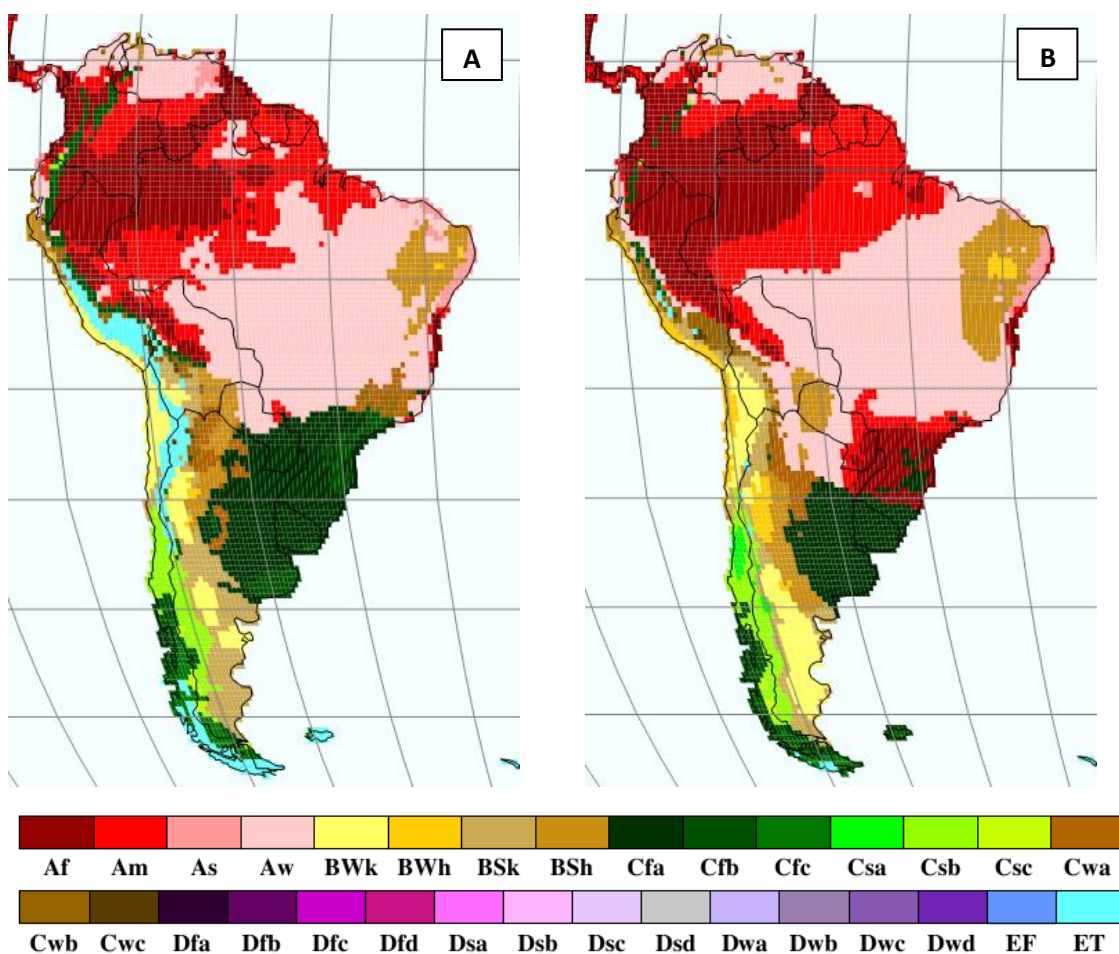 A B
Af Am As Aw BWk BWh BSk BSh Cfa Cfb Cfc Csa Csb Csc Cwa
Cwb Cwc Dfa Dfb Dfc Dfd Dsa Dsb Dsc Dsd Dwa Dwb Dwc Dwd EF ET